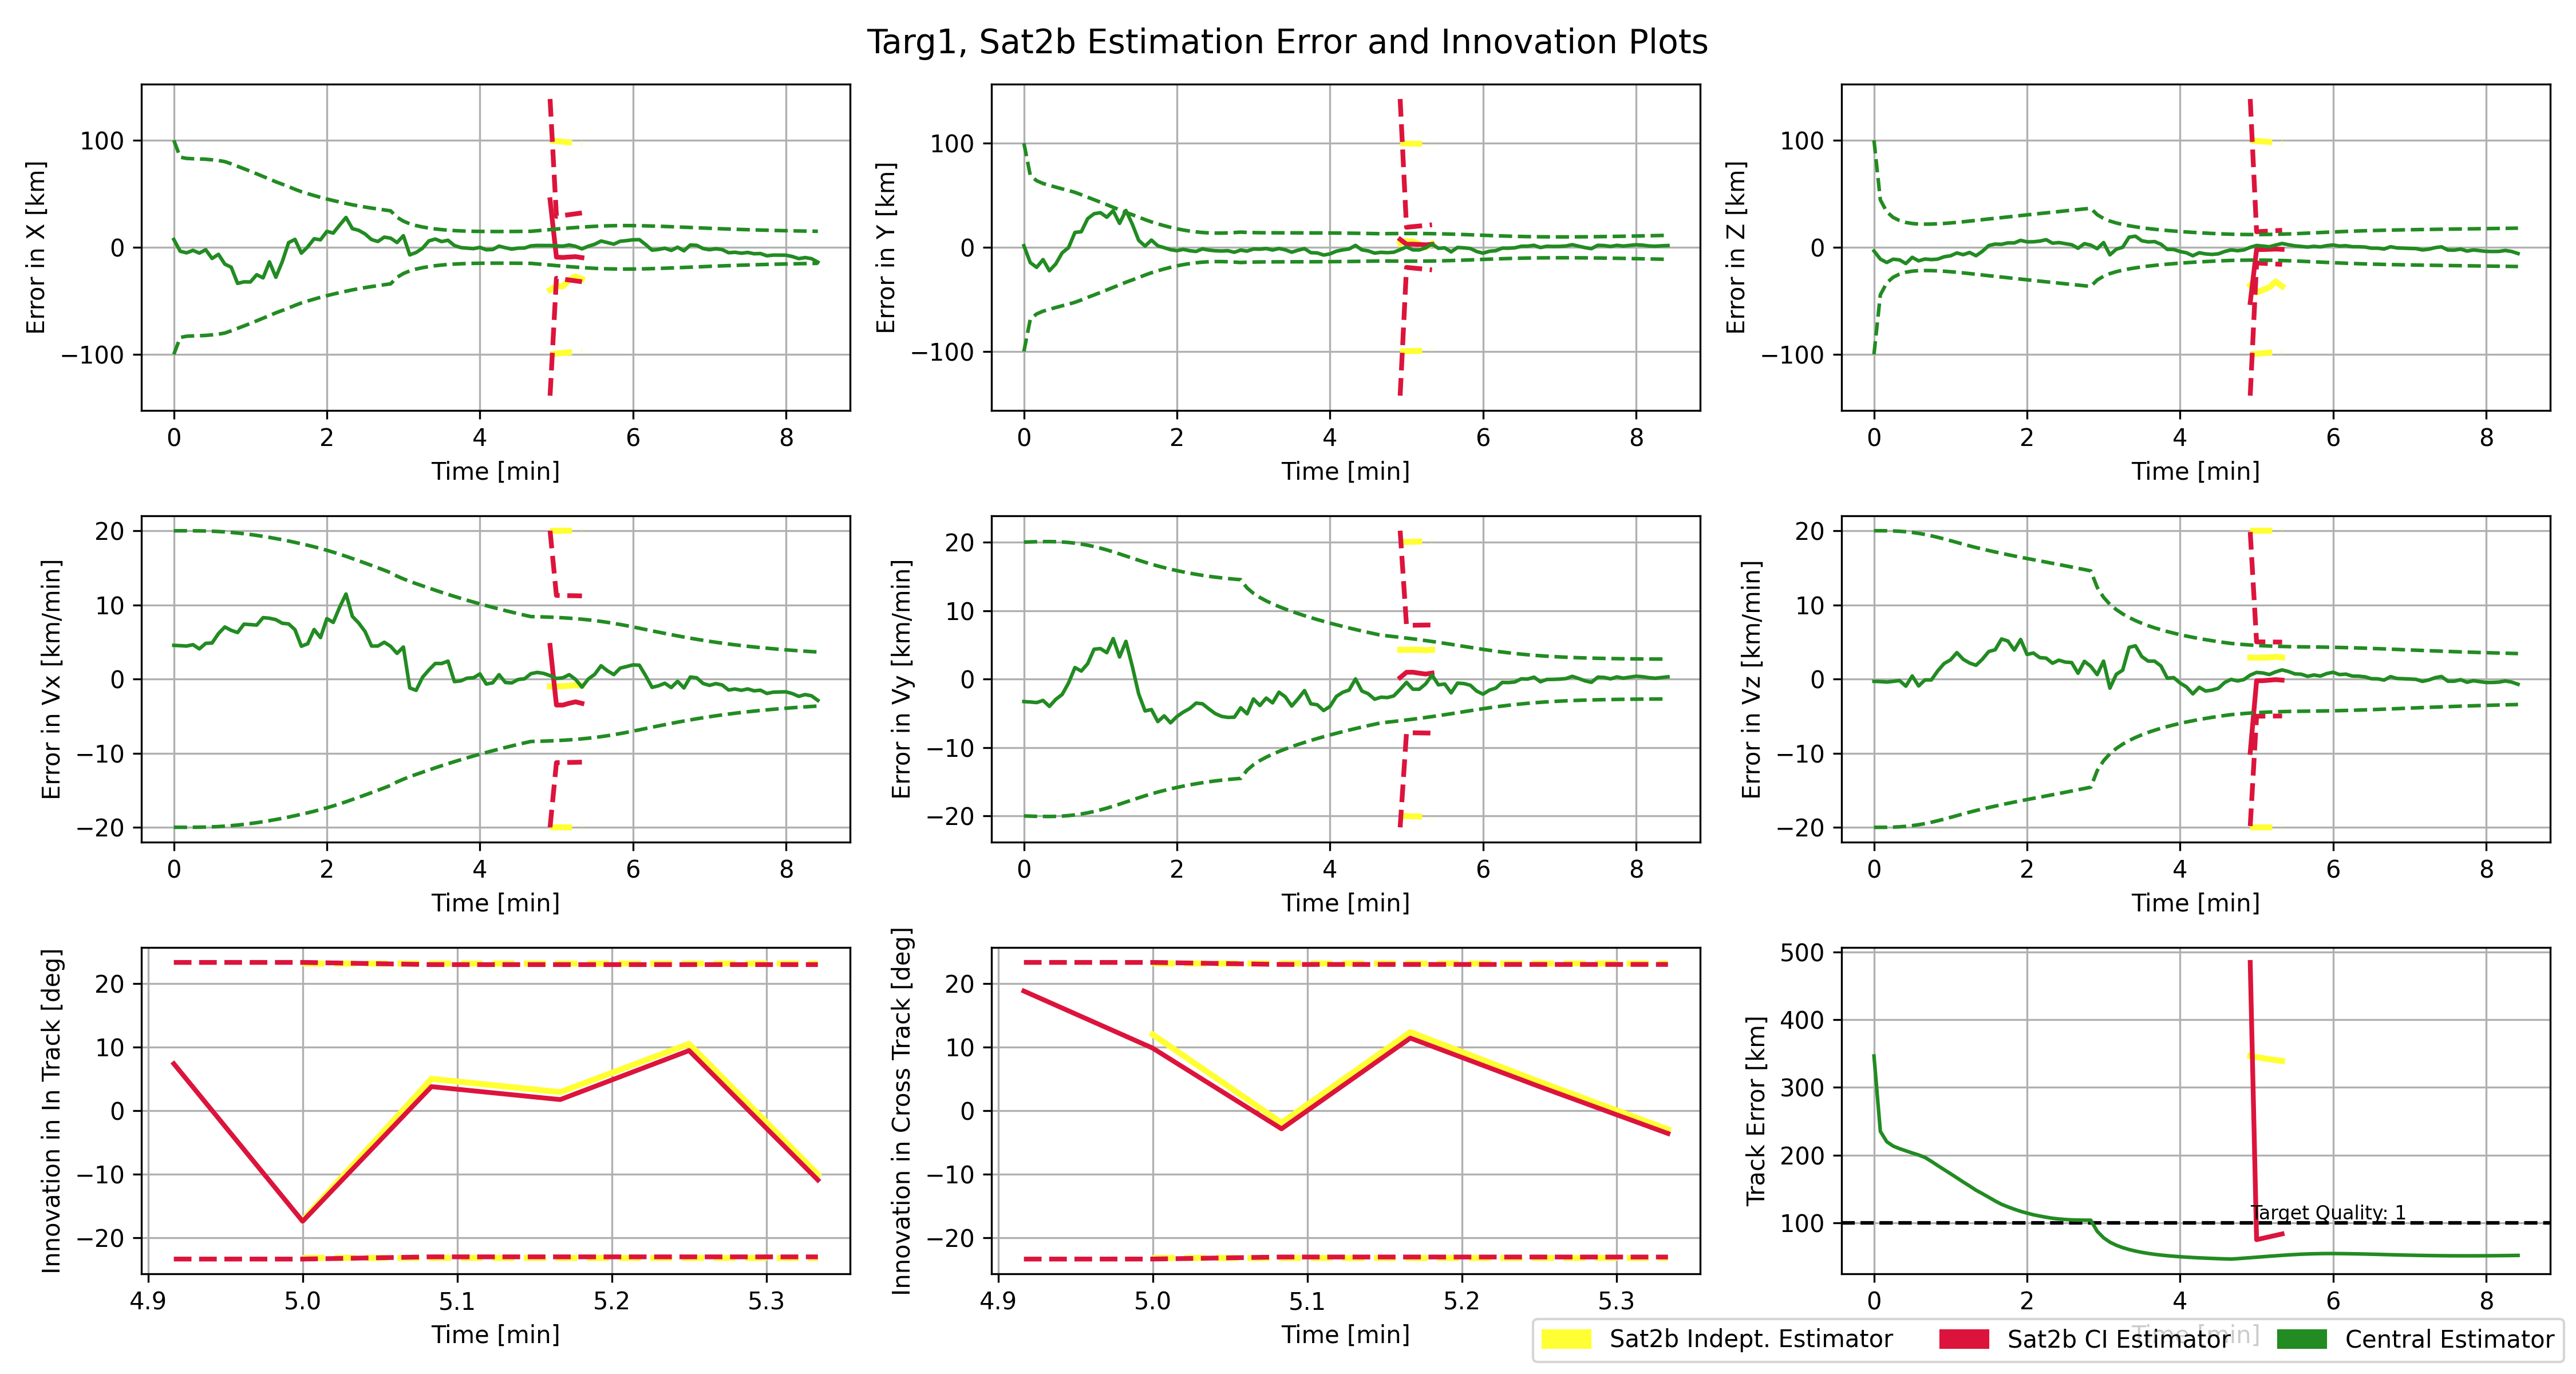 Targ1, Sat2b Estimation Error and Innovation Plots
Error in X [km]
100
0
−100
0 2 4 6 8
Time [min]
Error in Y [km]
100
0
−100
0 2 4 6 8
Time [min]
Error in Z [km]
100
0
−100
0 2 4 6 8
Time [min]
Error in Vx [km/min]
20
10
0
−10
−20
0 2 4 6 8
Time [min]
Error in Vy [km/min]
20
10
0
−10
−20
0 2 4 6 8
Time [min]
Error in Vz [km/min]
20
10
0
−10
−20
0 2 4 6 8
Time [min]
Innovation in In Track [deg]
20
10
0
−10
−20
4.9 5.0 5.1 5.2 5.3
Time [min]
Innovation in Cross Track [deg]
20
10
0
−10
−20
4.9 5.0 5.1 5.2 5.3
Time [min]
Track Error [km]
500
400
300
200
100
Target Quality: 1
0 2 4 6 8
Time [min]
Sat2b Indept. Estimator
Sat2b CI Estimator
Central Estimator